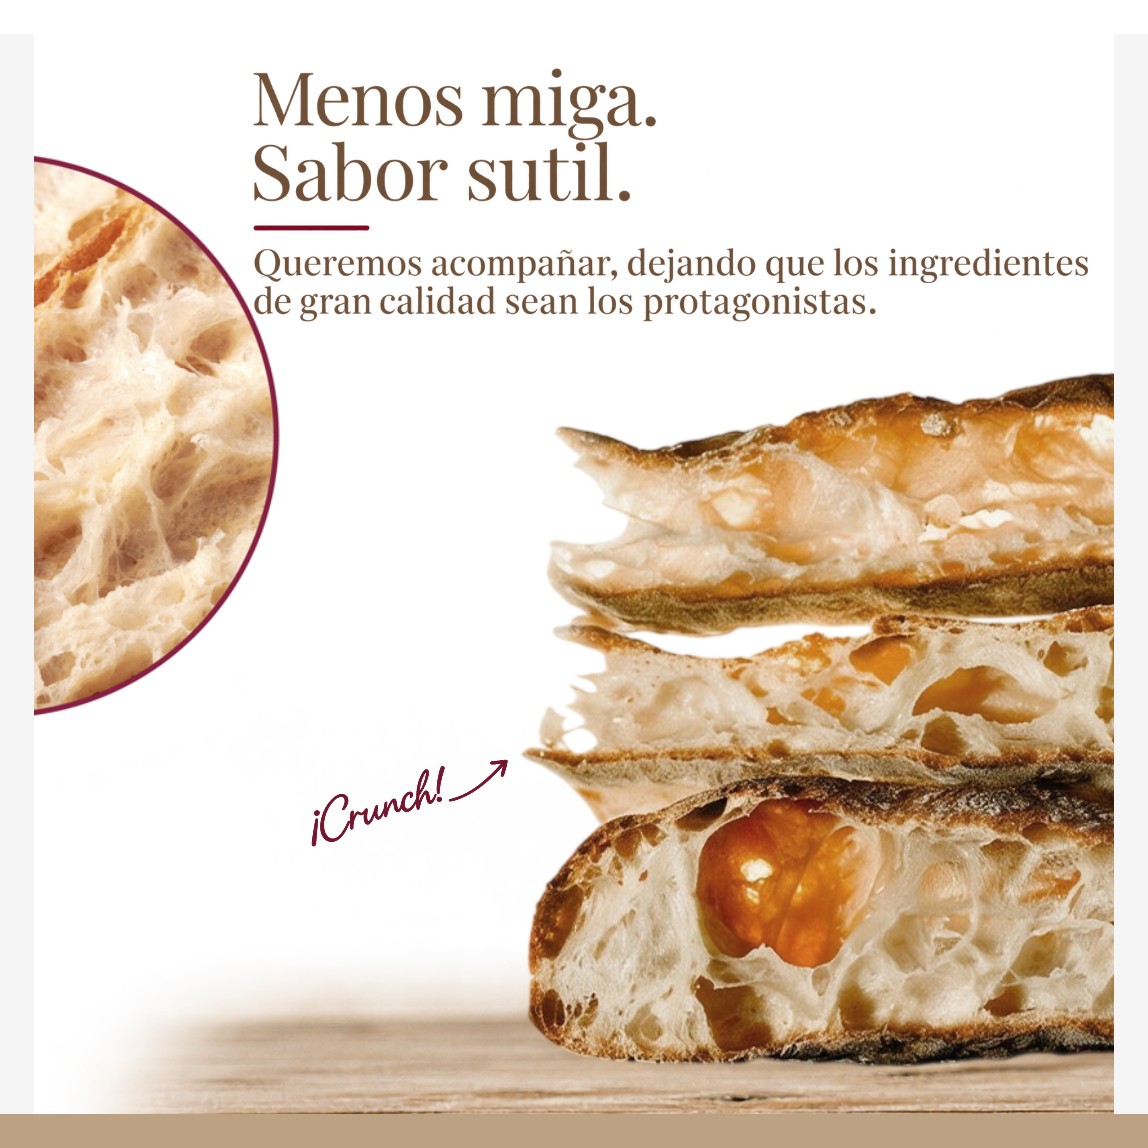 Menos miga.
Sabor sutil.
Queremos acompañar, dejando que los ingredientes
de gran calidad sean los protagonistas.
¡Crunch!